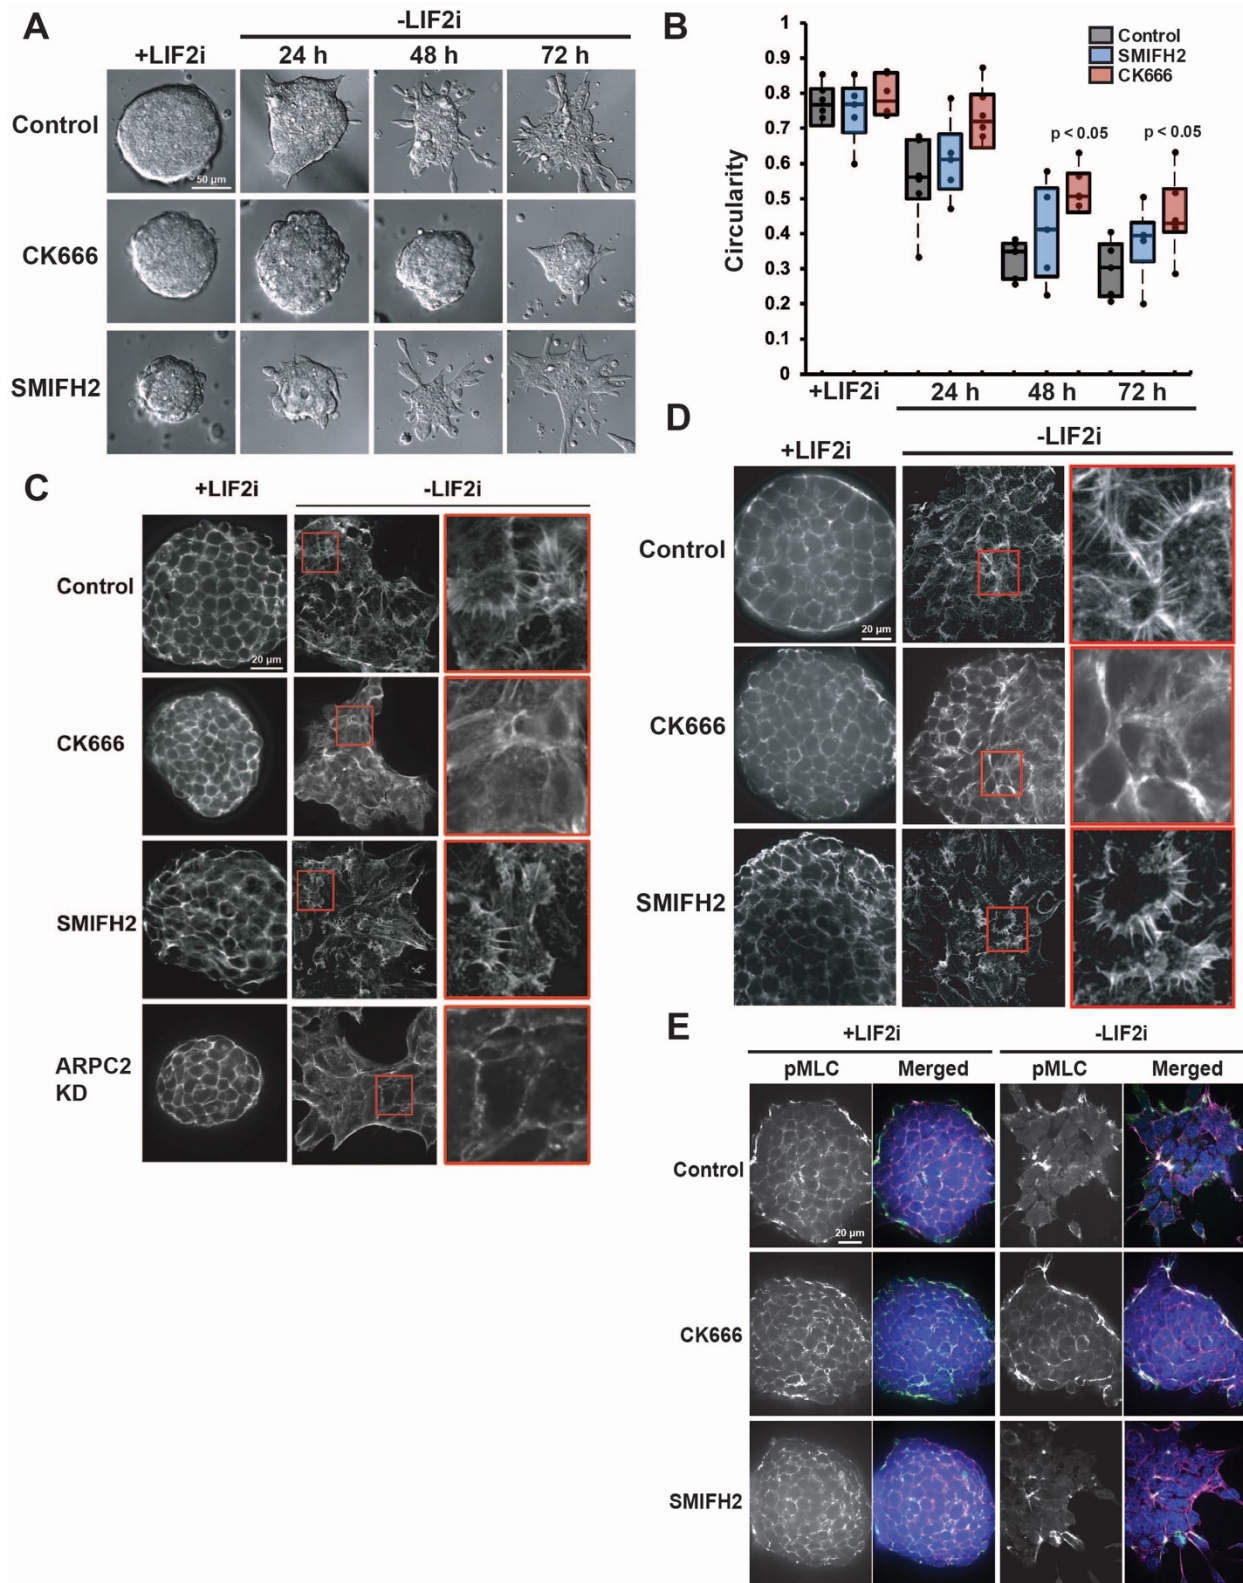 A
-LIF2i
+LIF2i 24 h 48 h 72 h
Control
50 µm
CK666
SMIFH2
B
Control
SMIFH2
CK666
p < 0.05 p < 0.05
Circularity
1
0.9
0.8
0.7
0.6
0.5
0.4
0.3
0.2
0.1
0
+LIF2i 24 h 48 h 72 h
-LIF2i
C
+LIF2i -LIF2i
Control
20 µm
CK666
SMIFH2
ARPC2
KD
D
+LIF2i
Control
20 µm
CK666
SMIFH2
E
+LIF2i -LIF2i
pMLC Merged pMLC Merged
Control
20 µm
CK666
SMIFH2